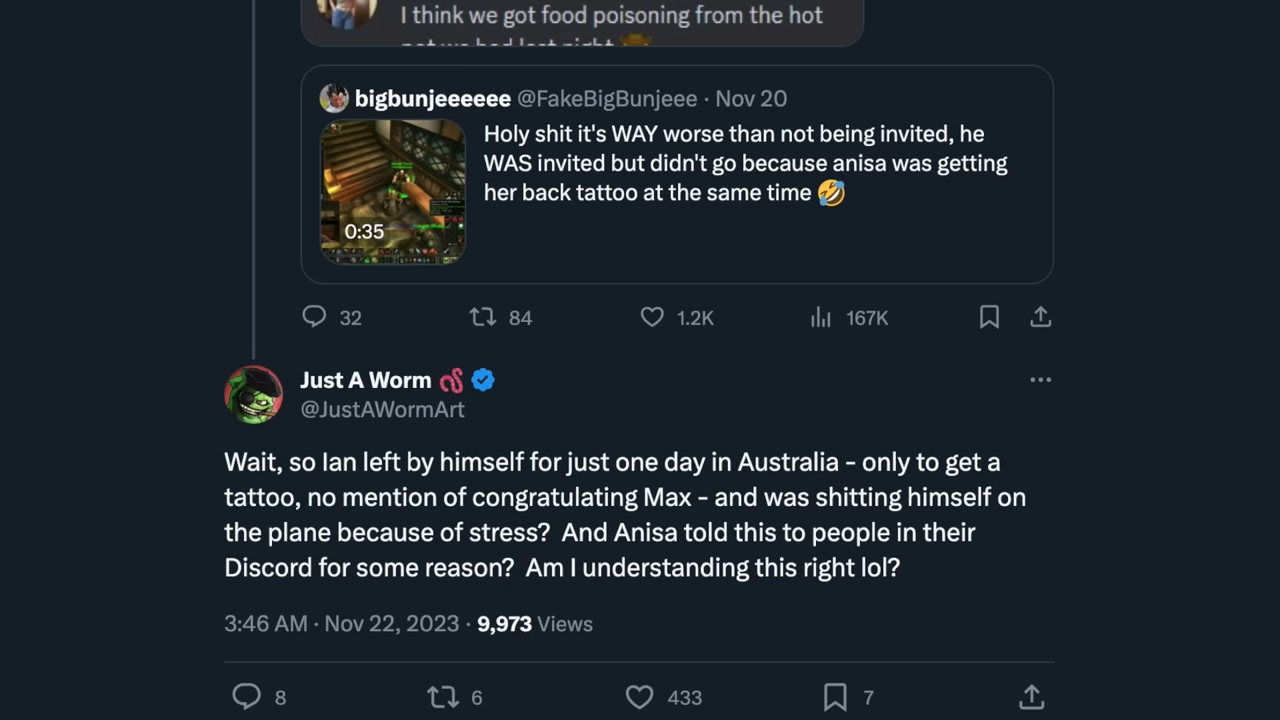 I think we got food poisoning from the hot
pot we had last night 🤠
bigbunjeeeeee @FakeBigBunjeee · Nov 20
Holy shit it's WAY worse than not being invited, he
WAS invited but didn't go because anisa was getting
her back tattoo at the same time 🤣
0:35
32 84 1.2K 167K
Just A Worm 🪱
@JustAWormArt
Wait, so Ian left by himself for just one day in Australia - only to get a
tattoo, no mention of congratulating Max - and was shitting himself on
the plane because of stress?  And Anisa told this to people in their
Discord for some reason?  Am I understanding this right lol?
3:46 AM · Nov 22, 2023 · 9,973 Views
8 6 433 7